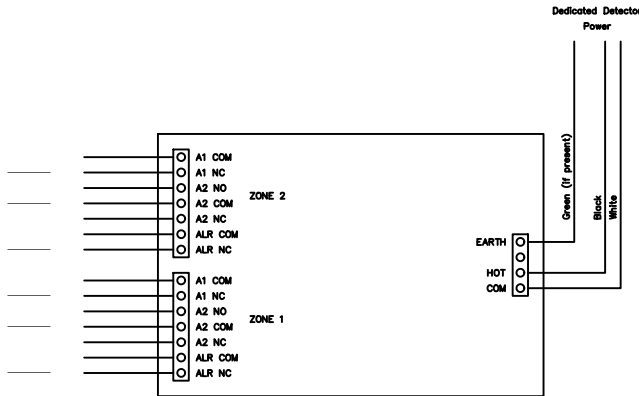 Dedicated Detector
Power
Green (if present)
Black
White
A1 COM
A1 NC
A2 NO
A2 COM
A2 NC
ALR COM
ALR NC
ZONE 2
EARTH
HOT
COM
A1 COM
A1 NC
A2 NO
A2 COM
A2 NC
ALR COM
ALR NC
ZONE 1